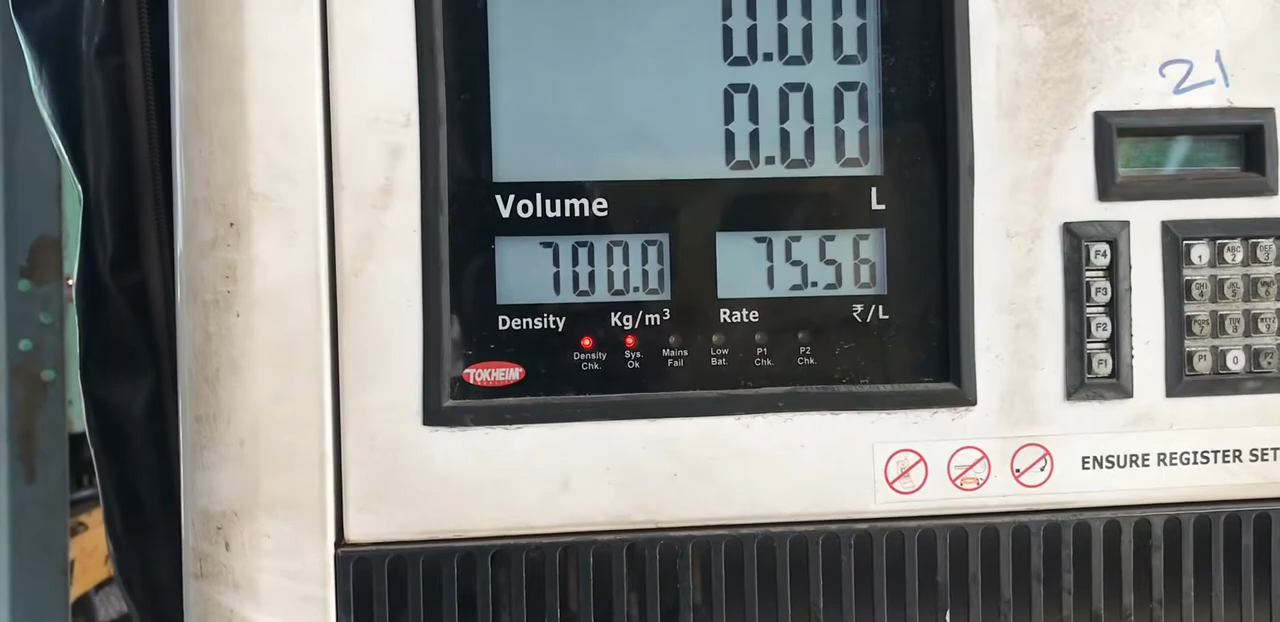 0.00
0.00
21
Volume L
700.0 75.56
Density Kg/m³ Rate ₹/L
Density Chk. Sys. Ok Mains Fail Low Bat. P1 Chk. P2 Chk.
TOKHEIM
F4
F3
F2
F1
1 ABC 2 DEF 3
GHI 4 JKL 5 MNO 6
PQRS 7 TUV 8 WXYZ 9
P1 0 P2
ENSURE REGISTER SET